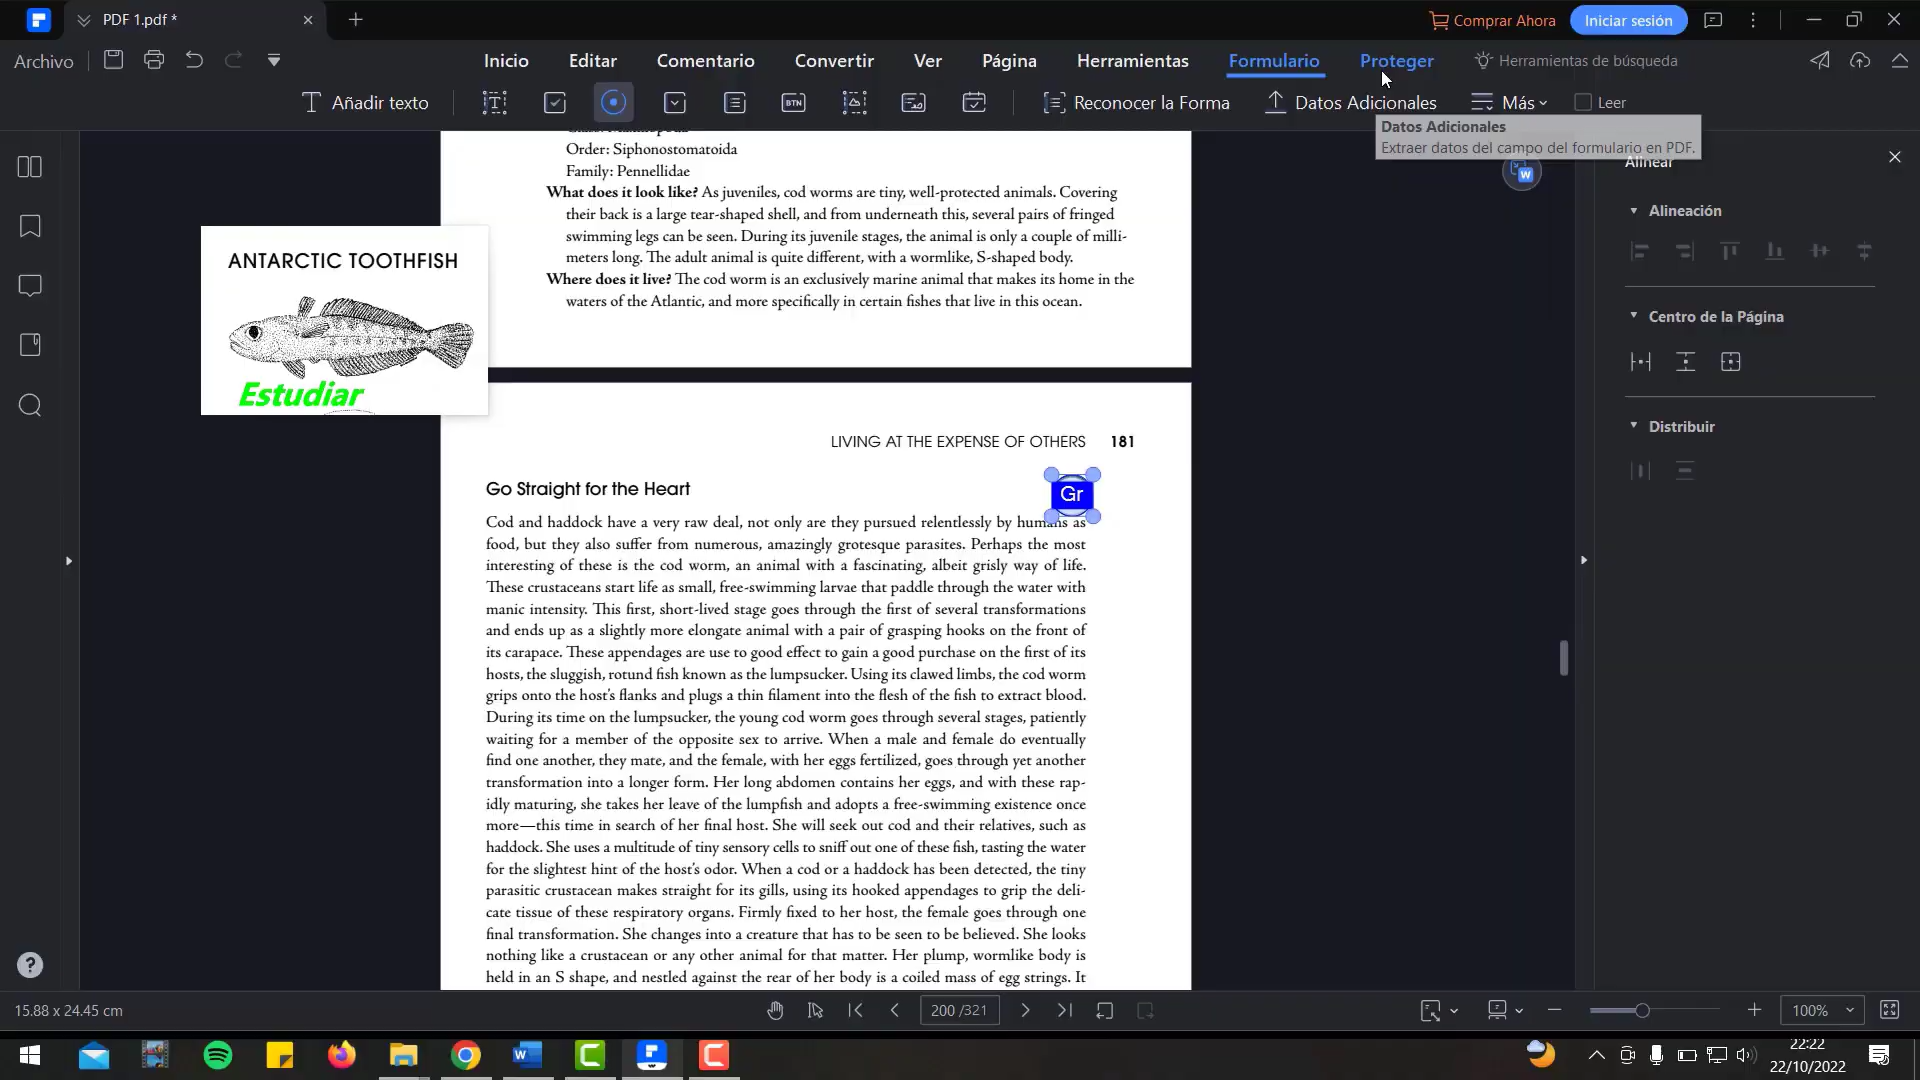 PDF 1.pdf *
Comprar Ahora
Iniciar sesión
Archivo
Inicio
Editar
Comentario
Convertir
Ver
Página
Herramientas
Formulario
Proteger
Herramientas de búsqueda
Añadir texto
BTN
Reconocer la Forma
Datos Adicionales
Más
Leer
Datos Adicionales
Extraer datos del campo del formulario en PDF.
Order: Siphonostomatoida
Family: Pennellidae
What does it look like? As juveniles, cod worms are tiny, well-protected animals. Covering
their back is a large tear-shaped shell, and from underneath this, several pairs of fringed
swimming legs can be seen. During its juvenile stages, the animal is only a couple of milli-
meters long. The adult animal is quite different, with a wormlike, S-shaped body.
Where does it live? The cod worm is an exclusively marine animal that makes its home in the
waters of the Atlantic, and more specifically in certain fishes that live in this ocean.
ANTARCTIC TOOTHFISH
Estudiar
LIVING AT THE EXPENSE OF OTHERS 181
Go Straight for the Heart
Gr
Cod and haddock have a very raw deal, not only are they pursued relentlessly by humans as
food, but they also suffer from numerous, amazingly grotesque parasites. Perhaps the most
interesting of these is the cod worm, an animal with a fascinating, albeit grisly way of life.
These crustaceans start life as small, free-swimming larvae that paddle through the water with
manic intensity. This first, short-lived stage goes through the first of several transformations
and ends up as a slightly more elongate animal with a pair of grasping hooks on the front of
its carapace. These appendages are use to good effect to gain a good purchase on the first of its
hosts, the sluggish, rotund fish known as the lumpsucker. Using its clawed limbs, the cod worm
grips onto the host's flanks and plugs a thin filament into the flesh of the fish to extract blood.
During its time on the lumpsucker, the young cod worm goes through several stages, patiently
waiting for a member of the opposite sex to arrive. When a male and female do eventually
find one another, they mate, and the female, with her eggs fertilized, goes through yet another
transformation into a longer form. Her long abdomen contains her eggs, and with these rap-
idly maturing, she takes her leave of the lumpfish and adopts a free-swimming existence once
more—this time in search of her final host. She will seek out cod and their relatives, such as
haddock. She uses a multitude of tiny sensory cells to sniff out one of these fish, tasting the water
for the slightest hint of the host's odor. When a cod or a haddock has been detected, the tiny
parasitic crustacean makes straight for its gills, using its hooked appendages to grip the deli-
cate tissue of these respiratory organs. Firmly fixed to her host, the female goes through one
final transformation. She changes into a creature that has to be seen to be believed. She looks
nothing like a crustacean or any other animal for that matter. Her plump, wormlike body is
held in an S shape, and nestled against the rear of her body is a coiled mass of egg strings. It
Alinear
Alineación
Centro de la Página
Distribuir
15.88 x 24.45 cm
200 /321
100%
22:22
22/10/2022